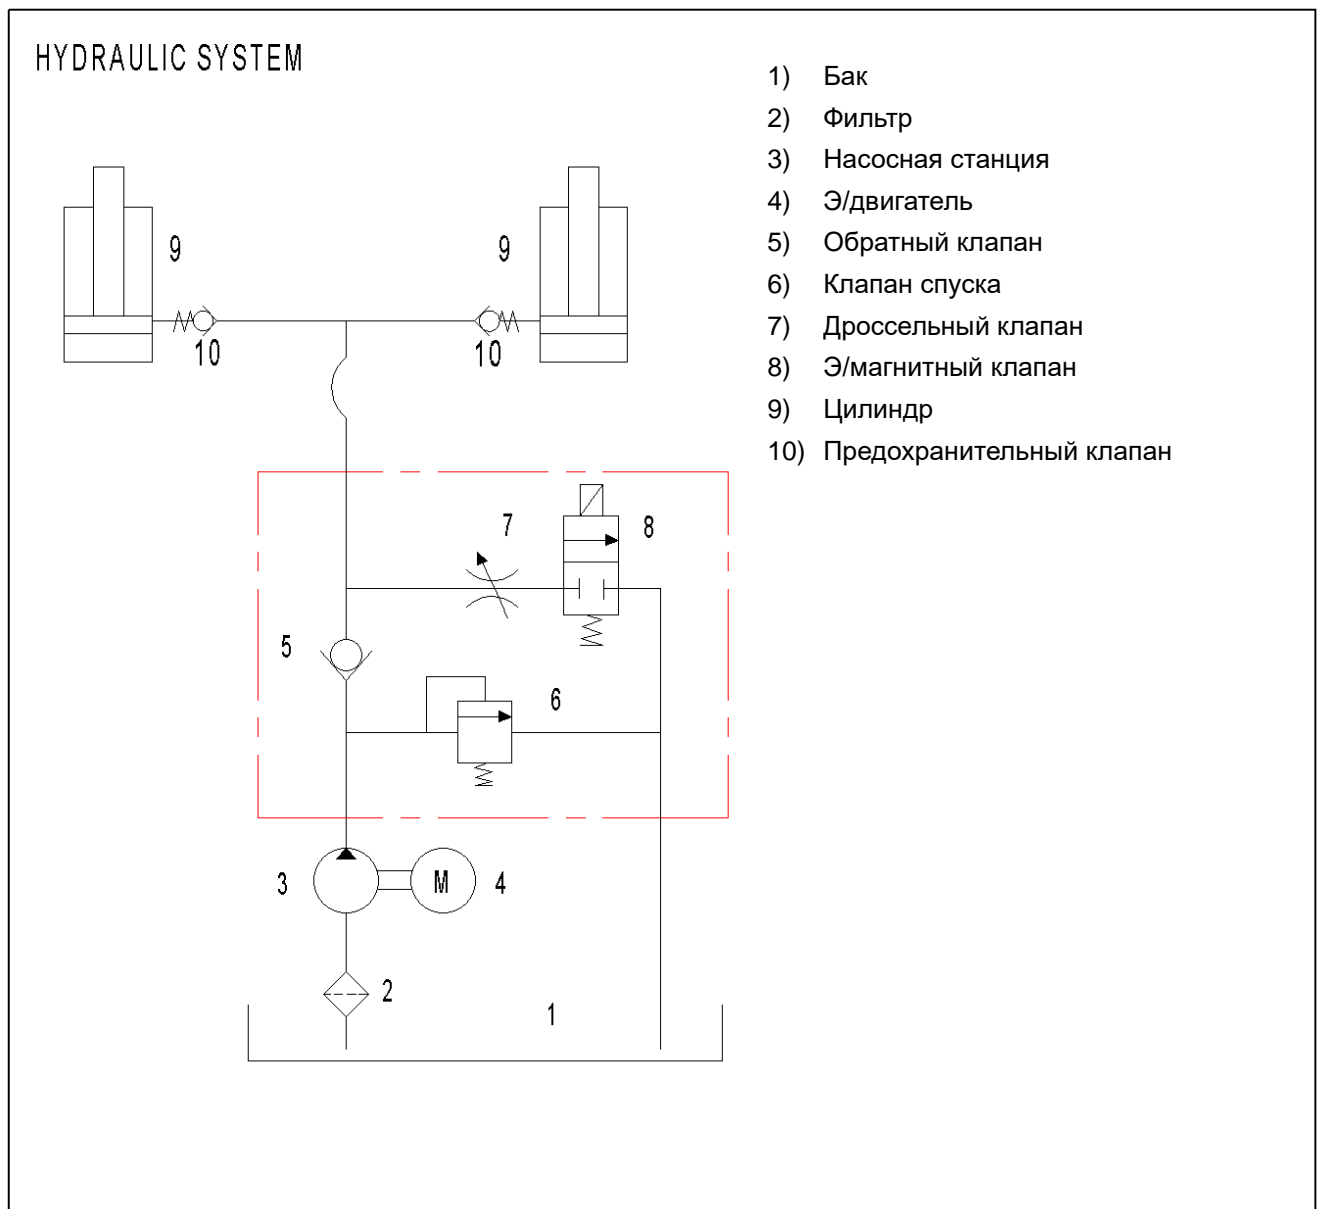 HYDRAULIC SYSTEM
1) Бак
2) Фильтр
3) Насосная станция
4) Э/двигатель
5) Обратный клапан
6) Клапан спуска
7) Дроссельный клапан
8) Э/магнитный клапан
9) Цилиндр
10) Предохранительный клапан
9 9
10 10
7 8
5
6
3 M 4
2
1